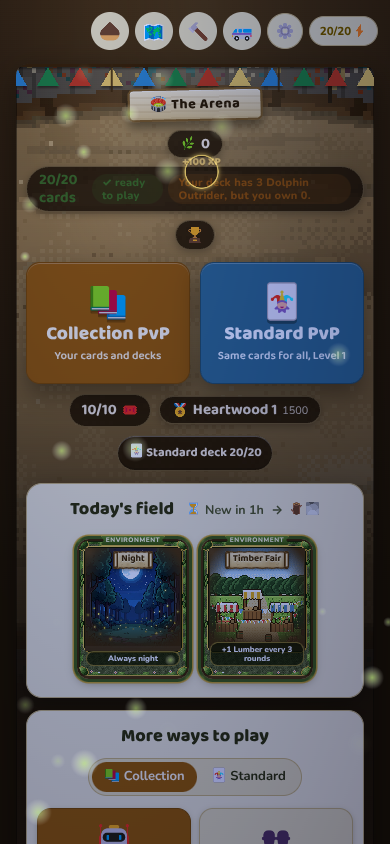 20/20
The Arena
0
+100 XP
20/20 cards
✓ ready to play
Your deck has 3 Dolphin Outrider, but you own 0.
Collection PvP
Your cards and decks
Standard PvP
Same cards for all, Level 1
10/10
Heartwood 1 1500
Standard deck 20/20
Today's field
New in 1h →
ENVIRONMENT
Night
Always night
ENVIRONMENT
Timber Fair
+1 Lumber every 3 rounds
More ways to play
Collection
Standard